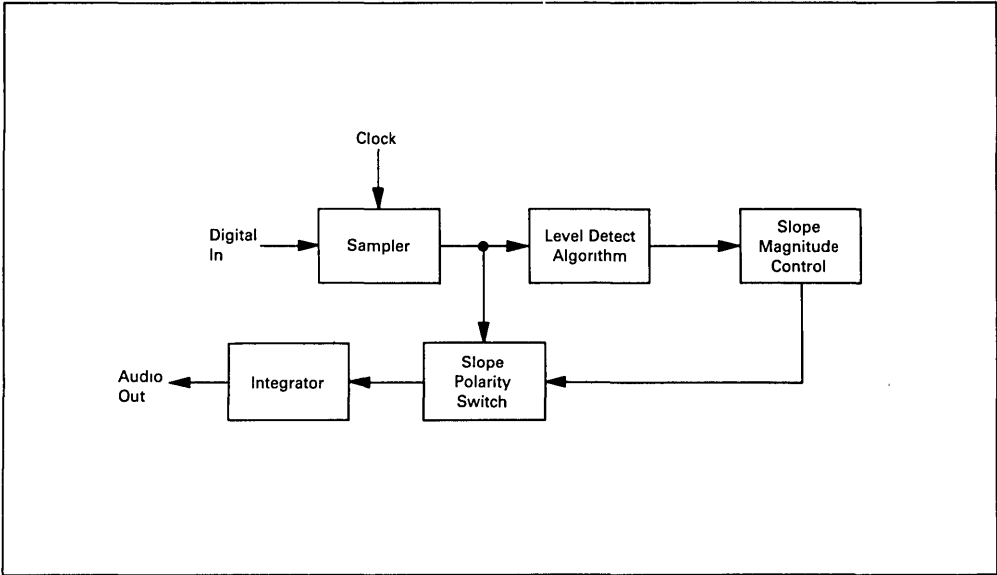 Clock
Digital
In
Sampler
Level Detect
Algorithm
Slope
Magnitude
Control
Audio
Out
Integrator
Slope
Polarity
Switch